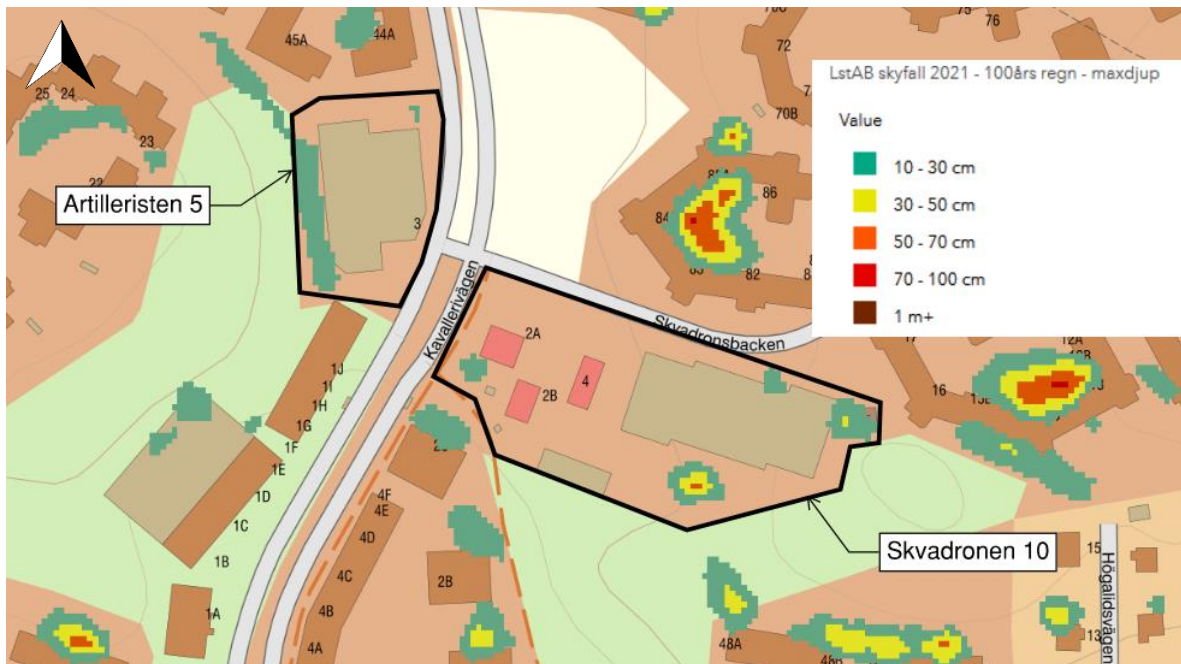 45A
44A
72
75
76
70B
LstAB skyfall 2021 - 100års regn - maxdjup
Value
10 - 30 cm
30 - 50 cm
50 - 70 cm
70 - 100 cm
1 m+
25 24
23
22
Artilleristen 5
3
86
84
82
Kavallerivägen
Skvadronsbacken
2A
2B
4
16
12A
1J
1I
1H
1G
1F
1E
1D
1C
1B
1A
4F
4E
4D
4C
4B
4A
2B
Skvadronen 10
15
13
Högalidsvägen
48A
48B